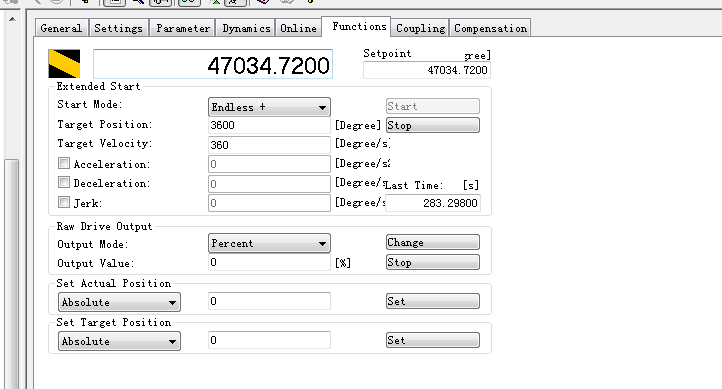 General Settings Parameter Dynamics Online Functions Coupling Compensation
47034.7200
Setpoint gree]
47034.7200
Extended Start
Start Mode: Endless + Start
Target Position: 3600 [Degree] Stop
Target Velocity: 360 [Degree/s]
Acceleration: 0 [Degree/s2
Deceleration: 0 [Degree/s Last Time: [s]
Jerk: 0 [Degree/s 283.29800
Raw Drive Output
Output Mode: Percent Change
Output Value: 0 [%] Stop
Set Actual Position
Absolute 0 Set
Set Target Position
Absolute 0 Set